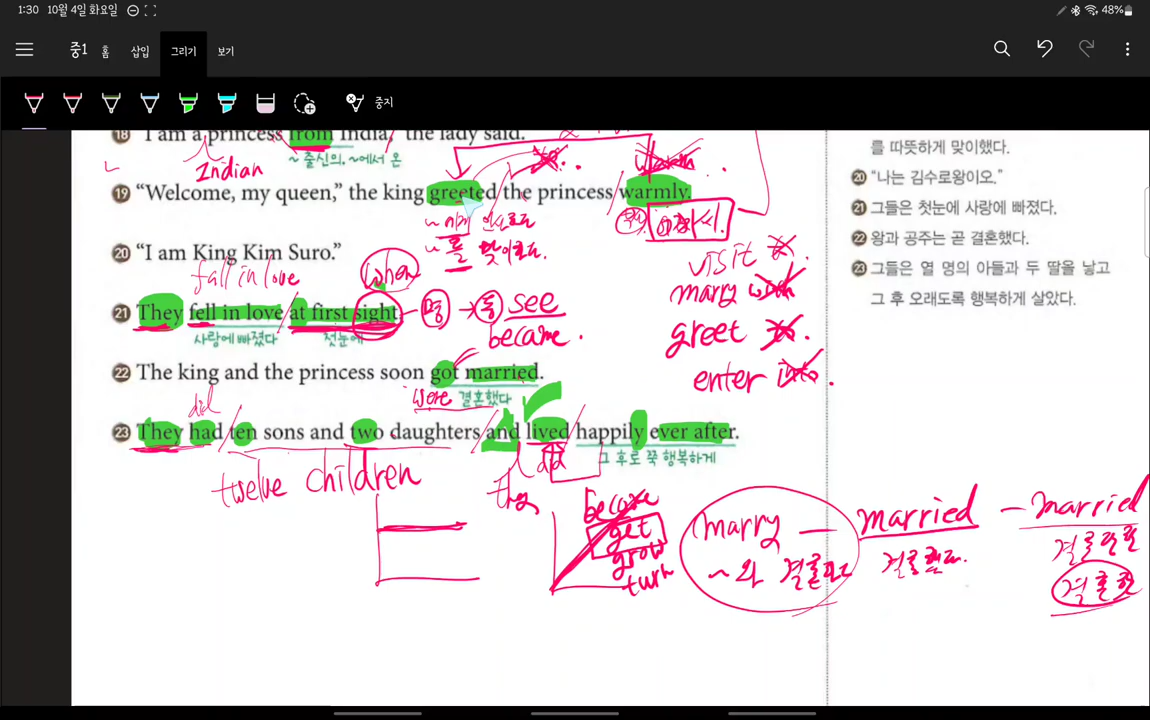 1:30 10월 4일 화요일 48%
중1 홈 삽입 그리기 보기
중지
⑱ "I am a princess from India," the lady said.
~출신의, ~에서 온
Indian
를 따뜻하게 맞이했다.
⑲ "Welcome, my queen," the king greeted the princess warmly.
~에게 인사하다
~를 맞이하다.
⑳ "나는 김수로왕이오."
⑳ "I am King Kim Suro."
visit
fall in love
when
marry with
㉑ 그들은 첫눈에 사랑에 빠졌다.
㉑ They fell in love at first sight. 명 → 동 see
사랑에 빠졌다 첫눈에
became.
greet
㉒ 왕과 공주는 곧 결혼했다.
㉒ The king and the princess soon got married.
were 결혼했다
enter into.
㉓ 그들은 열 명의 아들과 두 딸을 낳고
그 후 오래도록 행복하게 살았다.
did
㉓ They had ten sons and two daughters and lived happily ever after.
그 후로 쭉 행복하게
twelve children
they
did
become
get
grow
turn
marry — married — married
~와 결혼하다
결혼했다.
결혼한